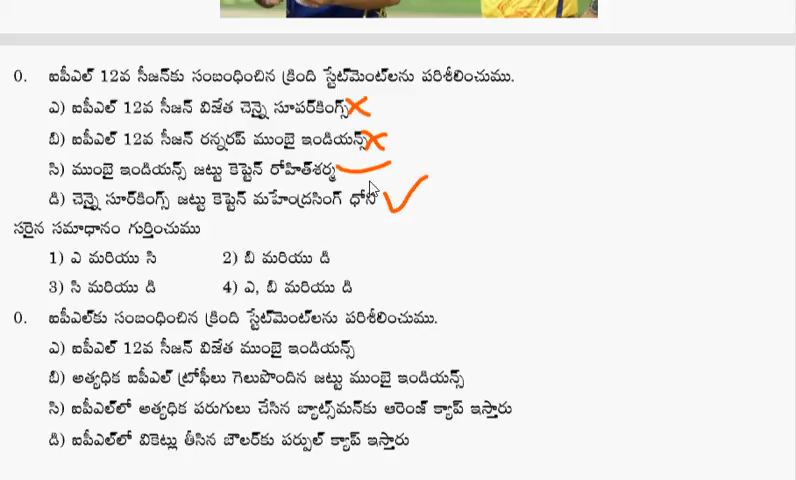 0. ఐపీఎల్ 12వ సీజన్‌కు సంబంధించిన క్రింది స్టేట్‌మెంట్‌లను పరిశీలించుము.
ఎ) ఐపీఎల్ 12వ సీజన్ విజేత చెన్నై సూపర్‌కింగ్స్
బి) ఐపీఎల్ 12వ సీజన్ రన్నరప్ ముంబై ఇండియన్స్
సి) ముంబై ఇండియన్స్ జట్టు కెప్టెన్ రోహిత్‌శర్మ
డి) చెన్నై సూర్‌కింగ్స్ జట్టు కెప్టెన్ మహేంద్రసింగ్ ధోని
సరైన సమాధానం గుర్తించుము
1) ఎ మరియు సి 2) బి మరియు డి
3) సి మరియు డి 4) ఎ, బి మరియు డి
0. ఐపీఎల్‌కు సంబంధించిన క్రింది స్టేట్‌మెంట్‌లను పరిశీలించుము.
ఎ) ఐపీఎల్ 12వ సీజన్ విజేత ముంబై ఇండియన్స్
బి) అత్యధిక ఐపీఎల్ ట్రోఫీలు గెలుపొందిన జట్టు ముంబై ఇండియన్స్
సి) ఐపీఎల్‌లో అత్యధిక పరుగులు చేసిన బ్యాట్స్‌మన్‌కు ఆరెంజ్ క్యాప్ ఇస్తారు
డి) ఐపీఎల్‌లో వికెట్లు తీసిన బౌలర్‌కు పర్పుల్ క్యాప్ ఇస్తారు